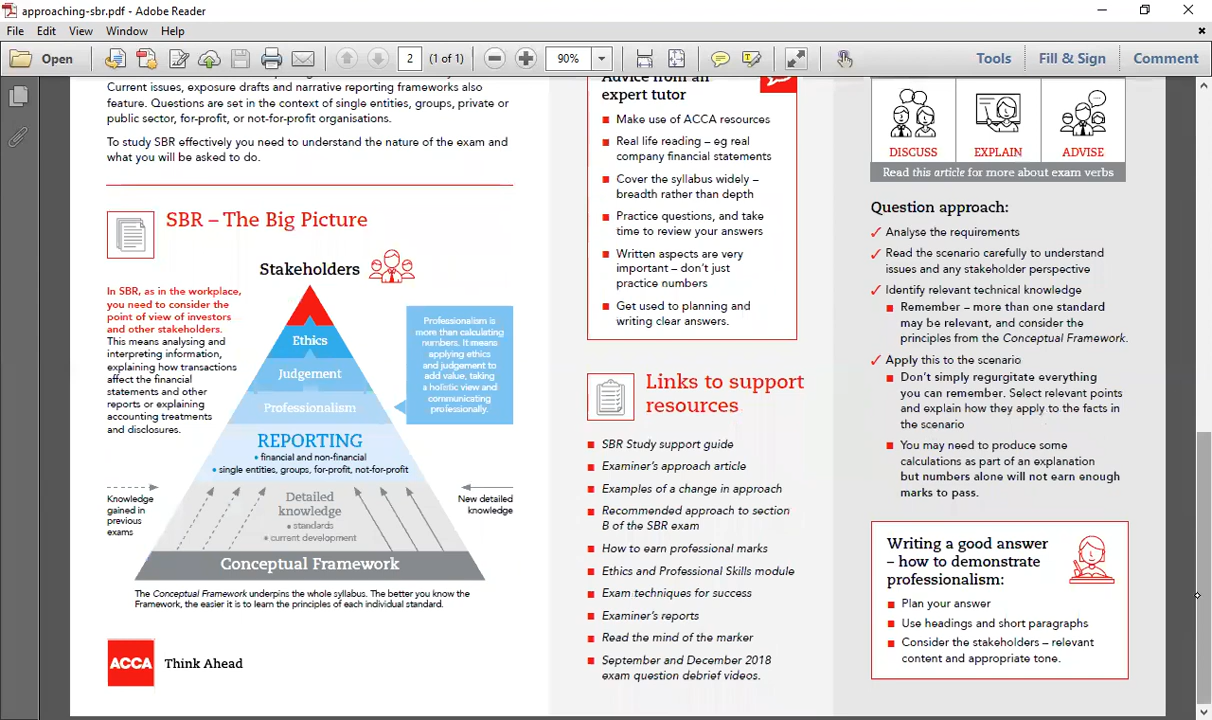 approaching-sbr.pdf - Adobe Reader
File Edit View Window Help
Open 2 (1 of 1) 90% Tools Fill & Sign Comment
Current issues, exposure drafts and narrative reporting frameworks also
feature. Questions are set in the context of single entities, groups, private or
public sector, for-profit, or not-for-profit organisations.
To study SBR effectively you need to understand the nature of the exam and
what you will be asked to do.
SBR – The Big Picture
Stakeholders
In SBR, as in the workplace,
you need to consider the
point of view of investors
and other stakeholders.
This means analysing and
interpreting information,
explaining how transactions
affect the financial
statements and other
reports or explaining
accounting treatments
and disclosures.
Ethics
Judgement
Professionalism
REPORTING
• financial and non-financial
• single entities, groups, for-profit, not-for-profit
Professionalism is
more than calculating
numbers. It means
applying ethics
and judgement to
add value, taking
a holistic view and
communicating
professionally.
Knowledge
gained in
previous
exams
Detailed
knowledge
• standards
• current development
New detailed
knowledge
Conceptual Framework
The Conceptual Framework underpins the whole syllabus. The better you know the
Framework, the easier it is to learn the principles of each individual standard.
ACCA Think Ahead
Advice from an
expert tutor
Make use of ACCA resources
Real life reading – eg real
company financial statements
Cover the syllabus widely –
breadth rather than depth
Practice questions, and take
time to review your answers
Written aspects are very
important – don't just
practice numbers
Get used to planning and
writing clear answers.
Links to support
resources
SBR Study support guide
Examiner's approach article
Examples of a change in approach
Recommended approach to section
B of the SBR exam
How to earn professional marks
Ethics and Professional Skills module
Exam techniques for success
Examiner's reports
Read the mind of the marker
September and December 2018
exam question debrief videos.
DISCUSS EXPLAIN ADVISE
Read this article for more about exam verbs
Question approach:
✓ Analyse the requirements
✓ Read the scenario carefully to understand
issues and any stakeholder perspective
✓ Identify relevant technical knowledge
Remember – more than one standard
may be relevant, and consider the
principles from the Conceptual Framework.
✓ Apply this to the scenario
Don't simply regurgitate everything
you can remember. Select relevant points
and explain how they apply to the facts in
the scenario
You may need to produce some
calculations as part of an explanation
but numbers alone will not earn enough
marks to pass.
Writing a good answer
– how to demonstrate
professionalism:
Plan your answer
Use headings and short paragraphs
Consider the stakeholders – relevant
content and appropriate tone.